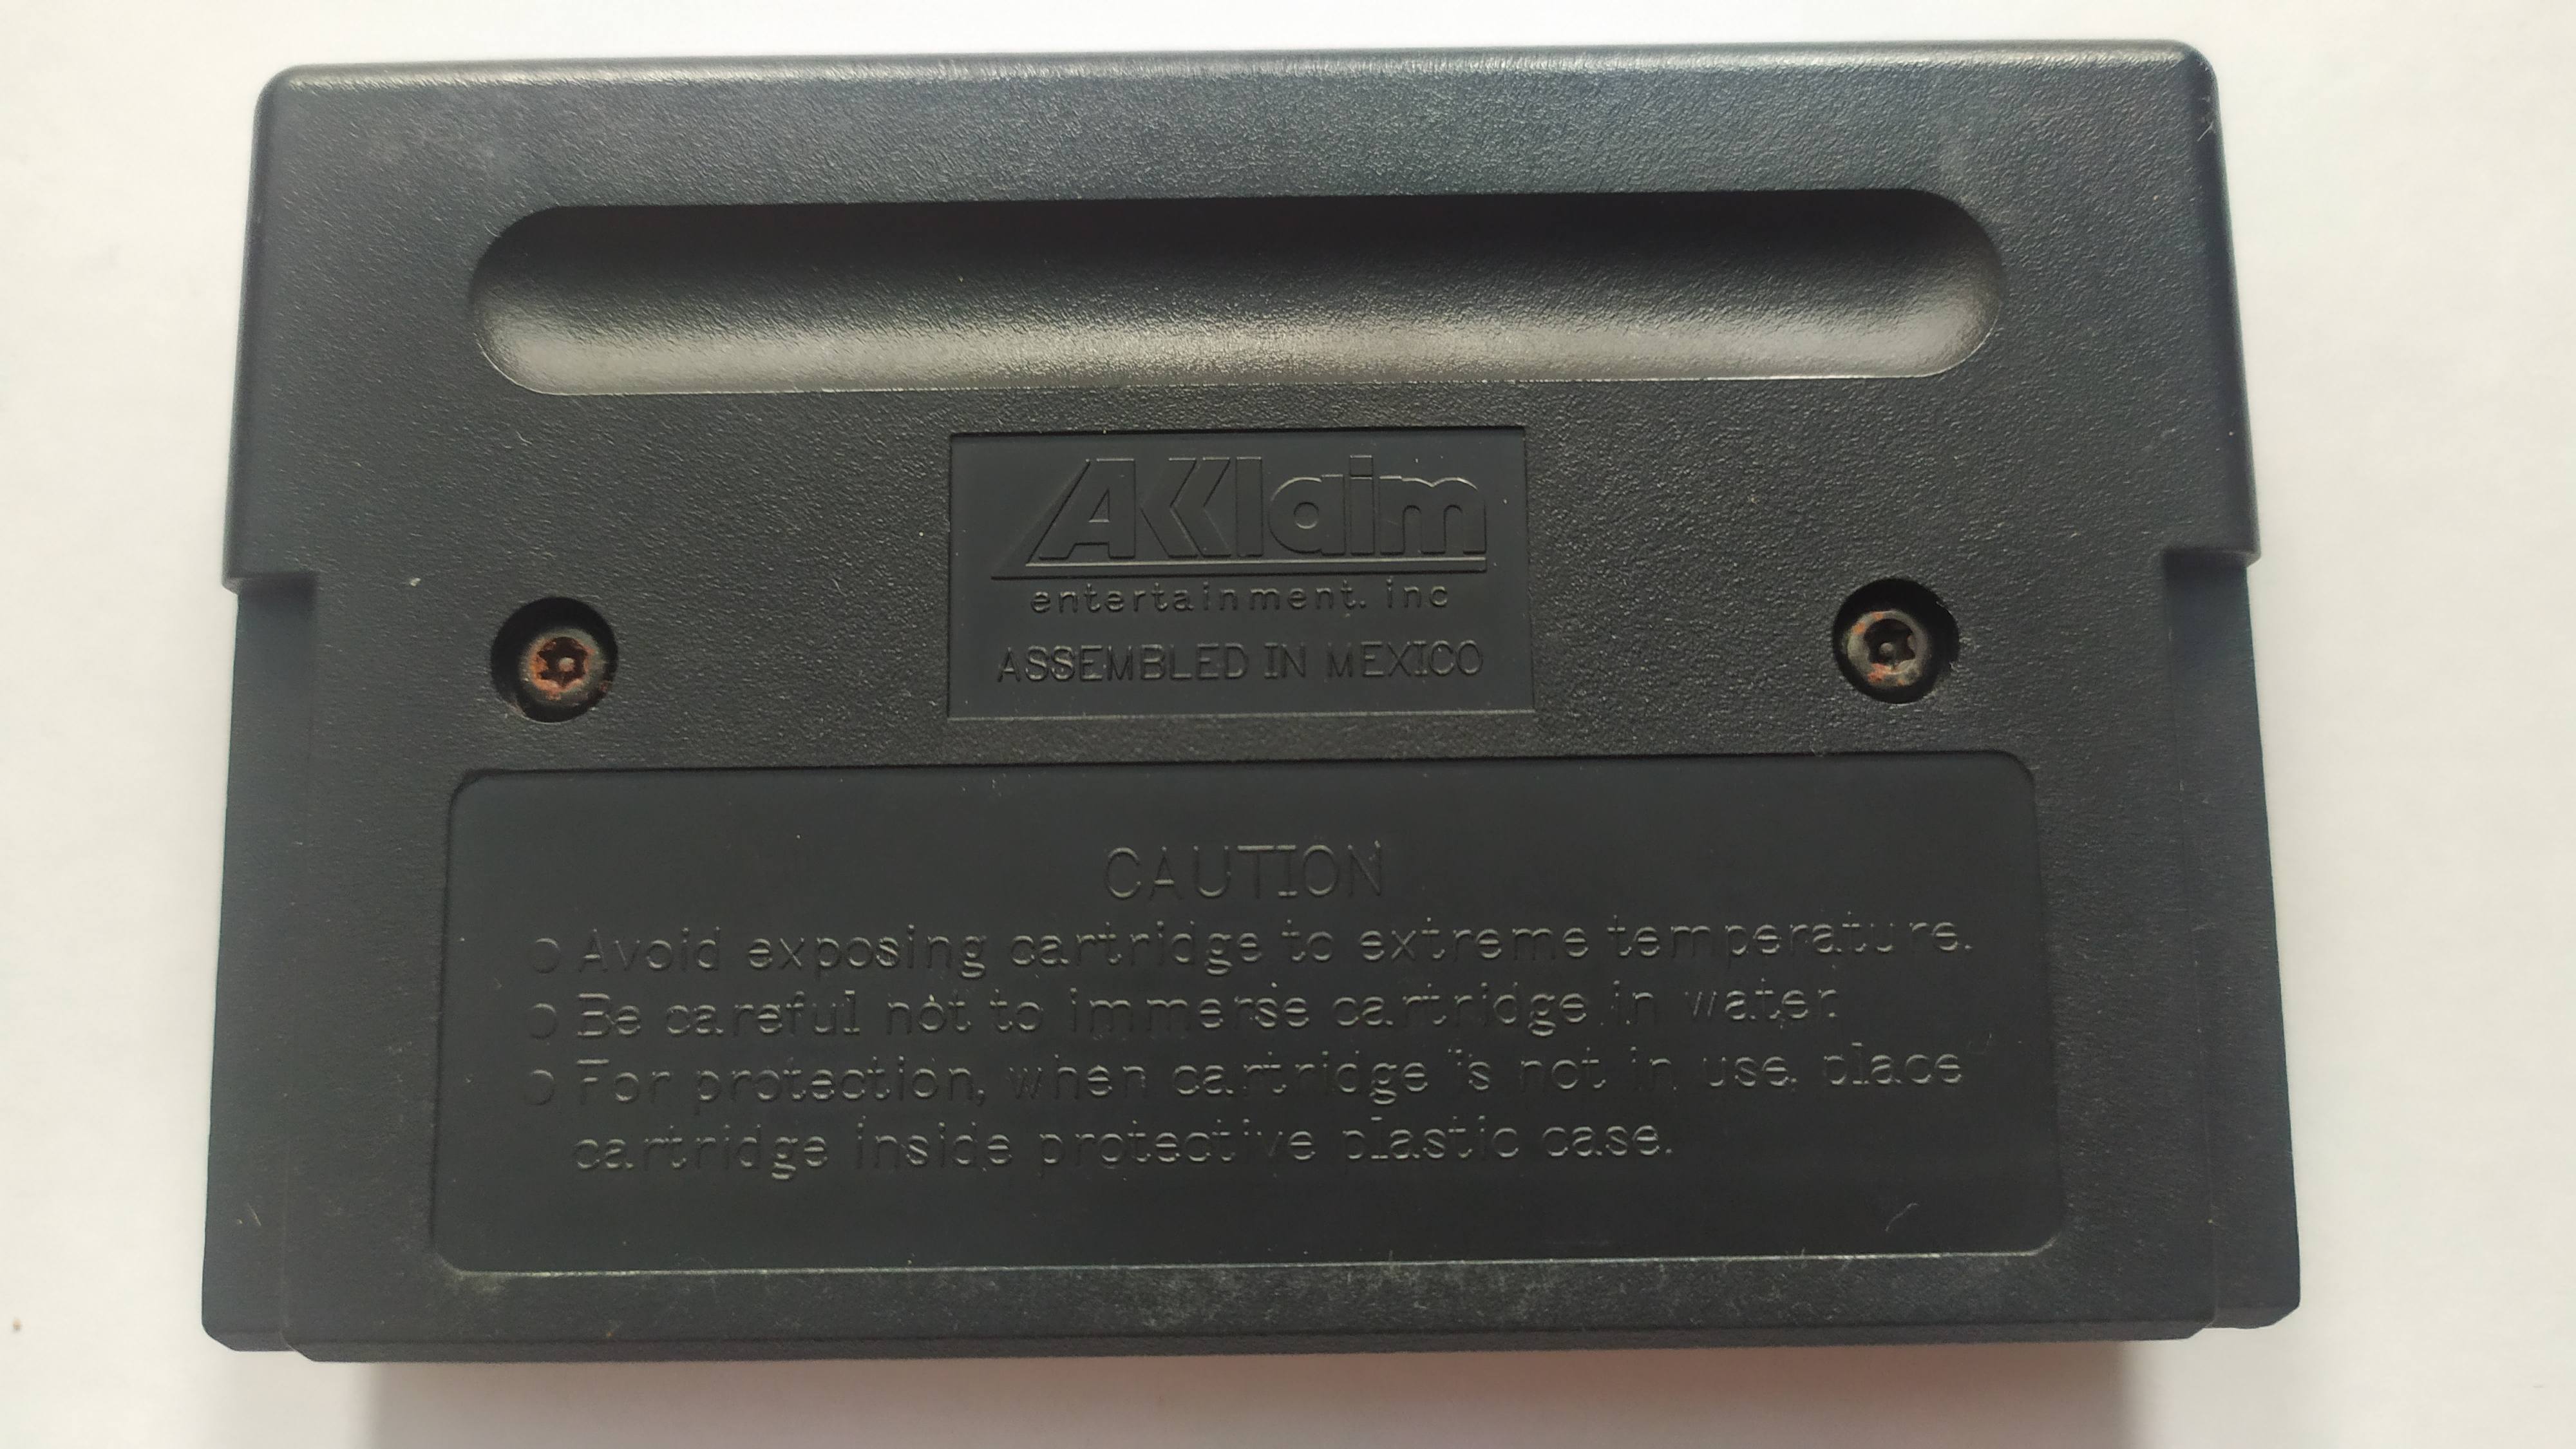 AKKlaim
entertainment. inc
ASSEMBLED IN MEXICO
CAUTION
O Avoid exposing cartridge to extreme temperature.
O Be careful not to immerse cartridge in water.
O For protection, when cartridge is not in use, place
cartridge inside protective plastic case.